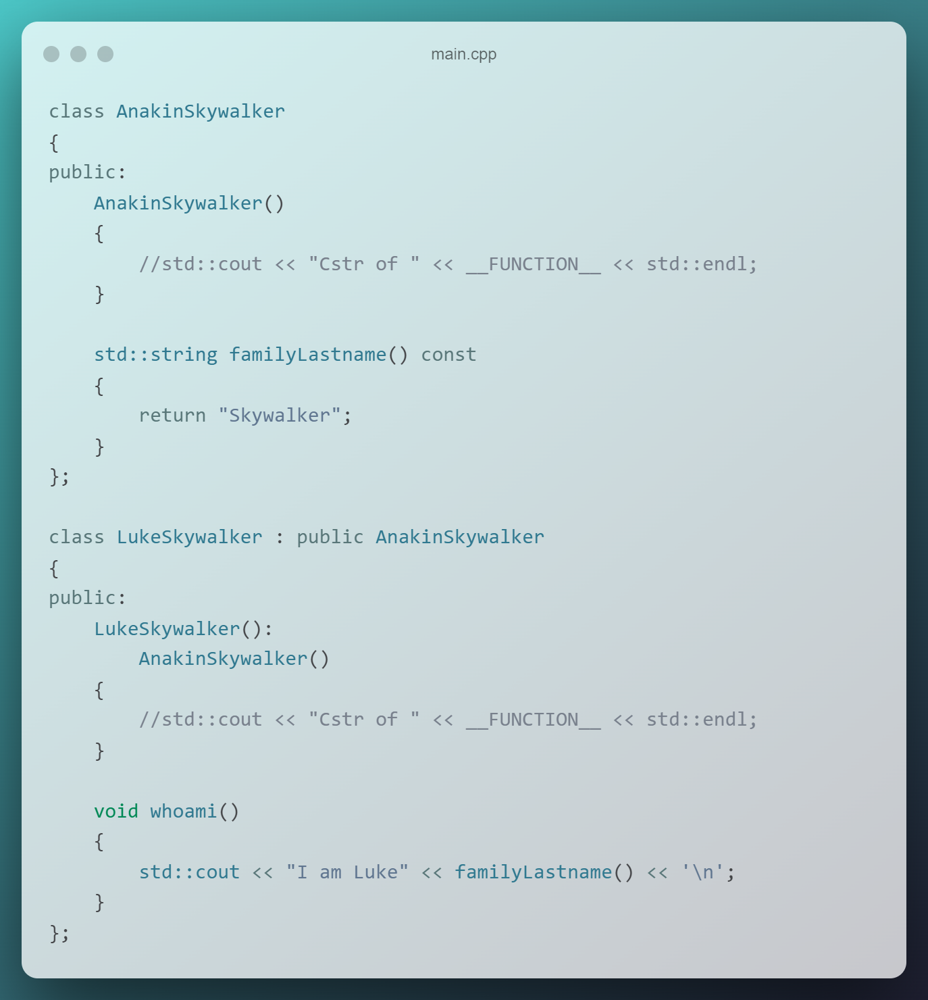 main.cpp
class AnakinSkywalker
{
public:
    AnakinSkywalker()
    {
        //std::cout << "Cstr of " << __FUNCTION__ << std::endl;
    }

    std::string familyLastname() const
    {
        return "Skywalker";
    }
};

class LukeSkywalker : public AnakinSkywalker
{
public:
    LukeSkywalker():
        AnakinSkywalker()
    {
        //std::cout << "Cstr of " << __FUNCTION__ << std::endl;
    }

    void whoami()
    {
        std::cout << "I am Luke" << familyLastname() << '\n';
    }
};